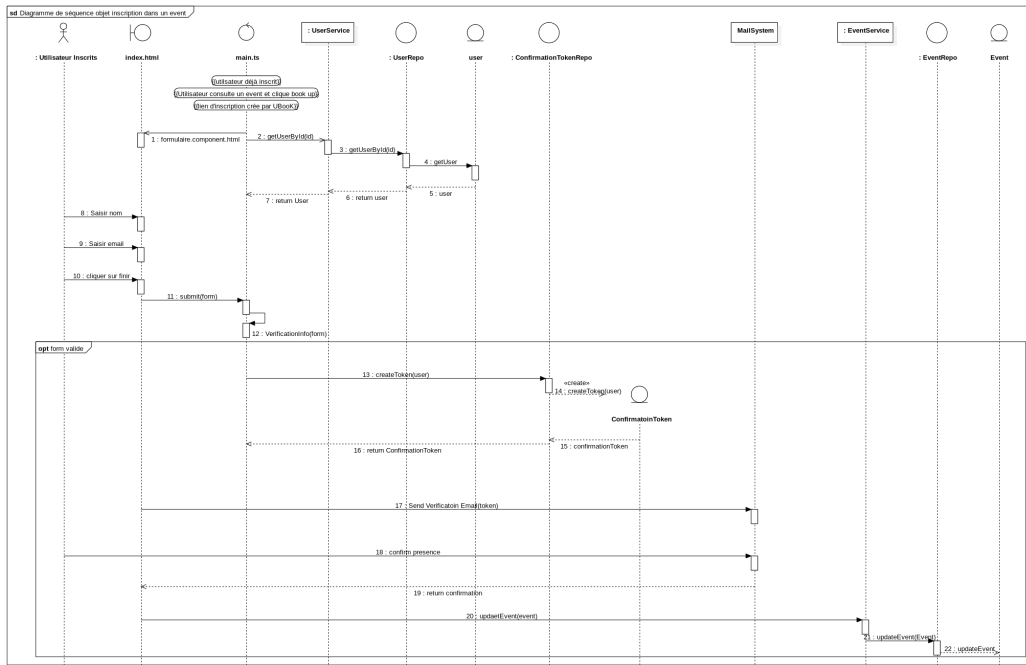 sd Diagramme de séquence objet inscription dans un event
: Utilisateur Inscrits
index.html
main.ts
: UserService
: UserRepo
user
: ConfirmationTokenRepo
MailSystem
: EventService
: EventRepo
Event
{{utilsateur déjà inscrit}}
{{Utilisateur consulte un event et clique book up}}
{{lien d'inscription crée par UBooK}}
1 : formulaire.component.html
2 : getUserById(id)
3 : getUserById(id)
4 : getUser
5 : user
6 : return user
7 : return User
8 : Saisir nom
9 : Saisir email
10 : cliquer sur finir
11 : submit(form)
12 : VerificationInfo(form)
opt form valide
13 : createToken(user)
«create»
14 : createToken(user)
ConfirmatoinToken
15 : confirmationToken
16 : return ConfirmationToken
17 : Send Verificatoin Email(token)
18 : confirm presence
19 : return confirmation
20 : updaetEvent(event)
21 : updateEvent(Event)
22 : updateEvent